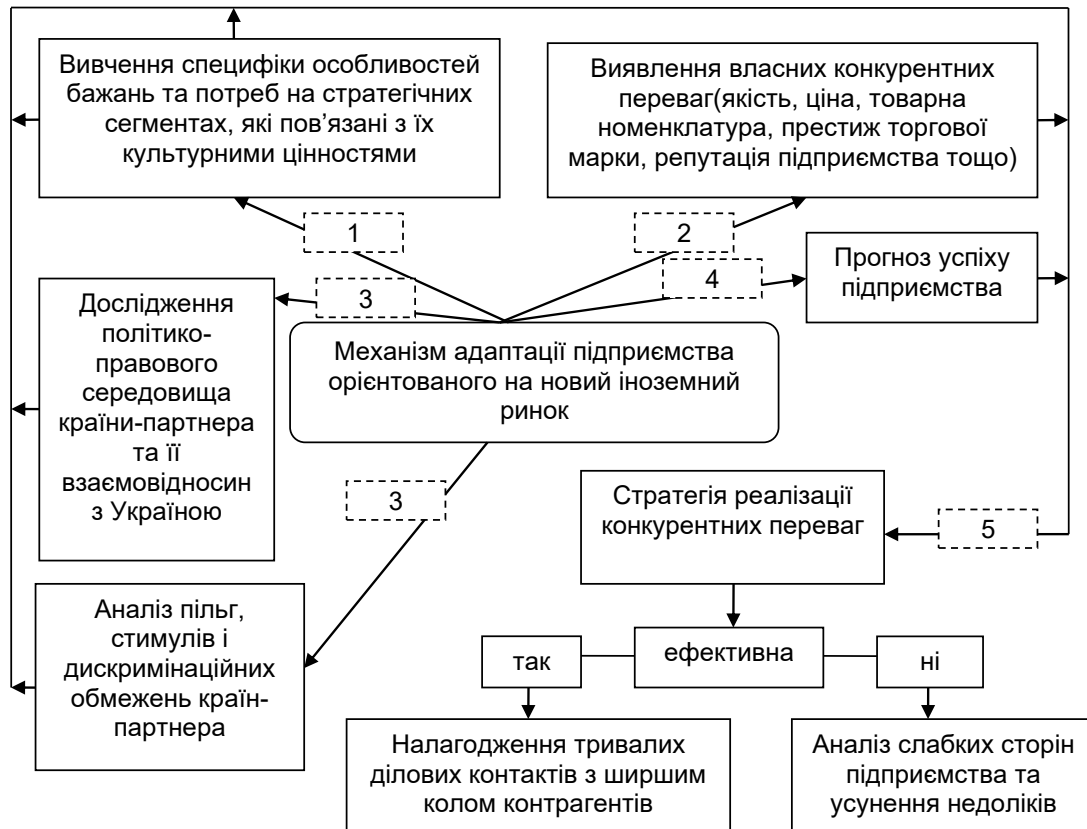 Вивчення специфіки особливостей
бажань та потреб на стратегічних
сегментах, які пов’язані з їх
культурними цінностями
Виявлення власних конкурентних
переваг(якість, ціна, товарна
номенклатура, престиж торгової
марки, репутація підприємства тощо)
1
2
3
4
Прогноз успіху
підприємства
Дослідження
політико-
правового
середовища
країни-партнера
та її
взаємовідносин
з Україною
Механізм адаптації підприємства
орієнтованого на новий іноземний
ринок
3
Стратегія реалізації
конкурентних переваг
5
Аналіз пільг,
стимулів і
дискримінаційних
обмежень країн-
партнера
так
ефективна
ні
Налагодження тривалих
ділових контактів з ширшим
колом контрагентів
Аналіз слабких сторін
підприємства та
усунення недоліків